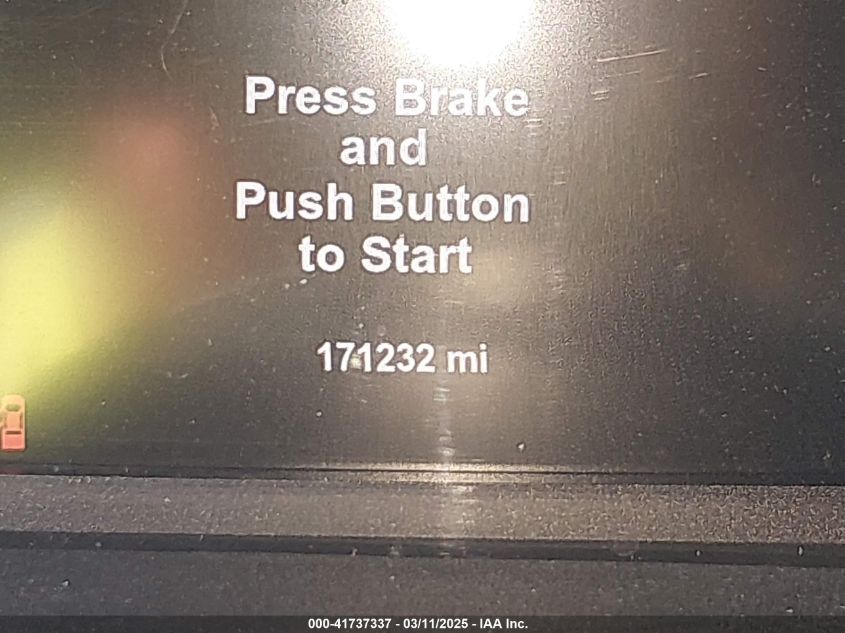 Press Brake
and
Push Button
to Start
171232 mi
000-41737337 - 03/11/2025 - IAA Inc.